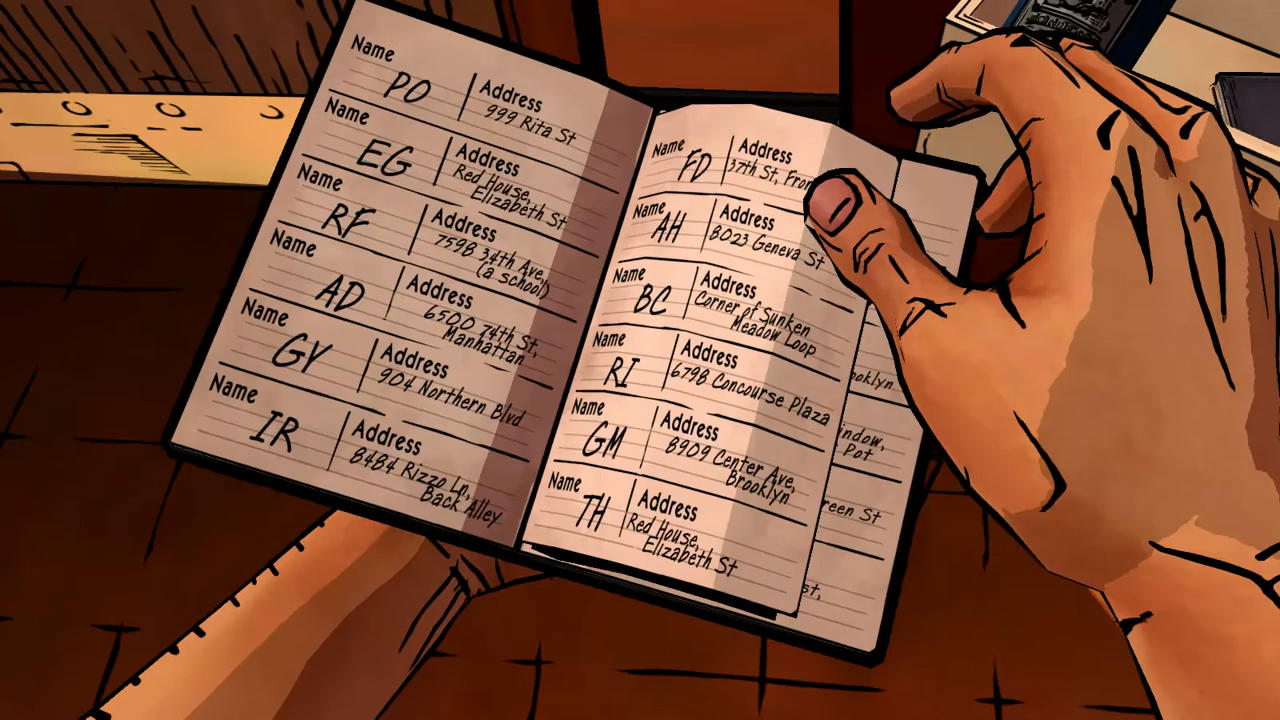 Name
PO
Address
999 Rita St
Name
EG
Address
Red House,
Elizabeth St
Name
RF
Address
759B 34th Ave,
(a school)
Name
AD
Address
6500 74th St,
Manhattan
Name
GY
Address
904 Northern Blvd
Name
IR
Address
8484 Rizzo Ln,
Back Alley
Name
FD
Address
37th St,
Name
AH
Address
8023 Geneva St
Name
BC
Address
Corner of Sunken
Meadow Loop
Name
RI
Address
679B Concourse Plaza
Name
GM
Address
8909 Center Ave,
Brooklyn
Name
TH
Address
Red House,
Elizabeth St
Pot
St